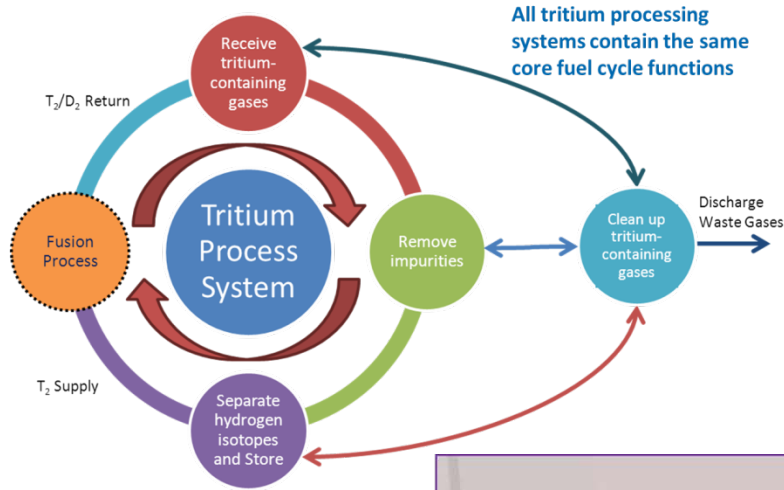 All tritium processing
systems contain the same
core fuel cycle functions
Receive
tritium-
containing
gases
T₂/D₂ Return
Fusion
Process
Tritium
Process
System
Remove
impurities
Clean up
tritium-
containing
gases
Discharge
Waste Gases
T₂ Supply
Separate
hydrogen
isotopes
and Store